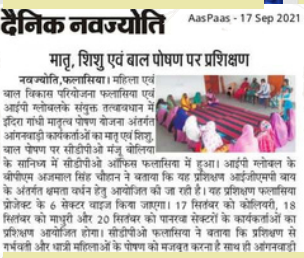 दैनिक नवज्योति
AasPaas - 17 Sep 2021
मातृ, शिशु एवं बाल पोषण पर प्रशिक्षण
नवज्योति,फलासिया। महिला एवं
बाल विकास परियोजना फलासिया एवं
आईपी ग्लोबलके संयुक्त तत्वावधान में
इंदिरा गांधी मातृत्व पोषण योजना अंतर्गत
आंगनवाड़ी कार्यकर्ताओं का मातृ एवं शिशु,
बाल पोषण पर सीडीपीओ मंजू बोलिया
के सानिध्य में सीडीपीओ ऑफिस फलासिया में हुआ। आईपी ग्लोबल के
बीपीएम अजमाल सिंह चौहान ने बताया कि यह प्रशिक्षण आईजीएमपी वाय
के अंतर्गत क्षमता वर्धन हेतु आयोजित की जा रही है। यह प्रशिक्षण फलासिया
प्रोजेक्ट के 6 सेक्टर वाइज किया जाएगा। 17 सितंबर को कोलियरी, 18
सितंबर को माधुरी और 20 सितंबर को पानरवा सेक्टरों के कार्यकर्ताओं का
प्रशिक्षण आयोजित होगा। सीडीपीओ फलासिया ने बताया कि प्रशिक्षण से
गर्भवती और धात्री महिलाओं के पोषण को मजबूत करना है साथ ही आंगनवाड़ी